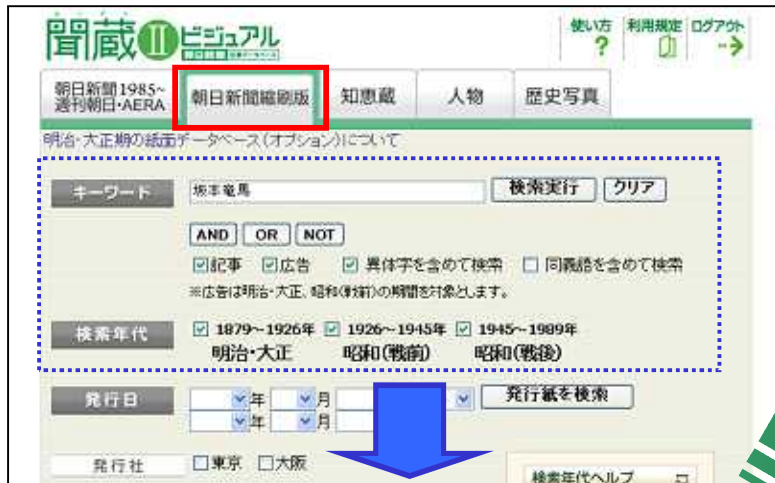 聞蔵Ⅱビジュアル
使い方 利用規定 ログアウト
?
朝日新聞1985~ 朝日新聞縮刷版 知恵蔵 人物 歴史写真
週刊朝日・AERA
明治・大正期の紙面データベース(オプション)について
キーワード 坂本竜馬 検索実行 クリア
AND OR NOT
記事 広告 異体字を含めて検索 同義語を含めて検索
※広告は明治・大正、昭和(戦前)の期間を対象とします。
検索年代 1879~1926年 1926~1945年 1945~1989年
明治・大正 昭和(戦前) 昭和(戦後)
発行日 年 月 発行紙を検索
年 月
発行社 東京 大阪
検索年代ヘルプ